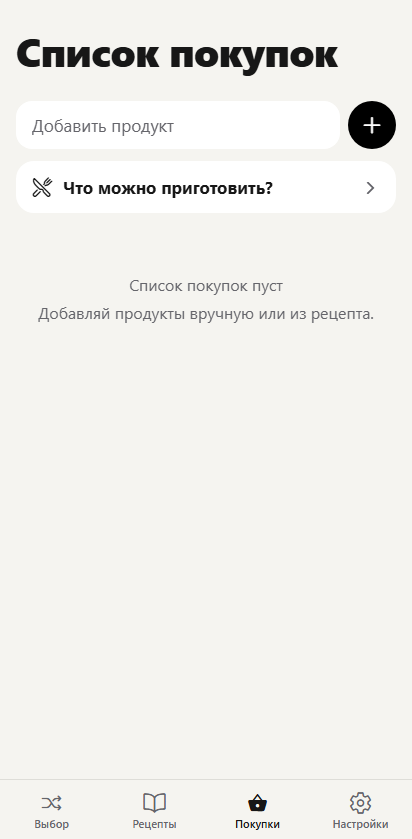 Список покупок
Добавить продукт
Что можно приготовить?
Список покупок пуст
Добавляй продукты вручную или из рецепта.
Выбор
Рецепты
Покупки
Настройки